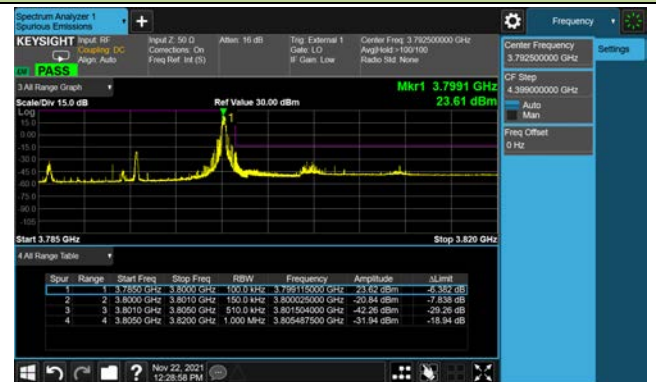 Spectrum Analyzer 1
Spurious Emissions
+
Frequency
KEYSIGHT
Input: RF
Coupling: DC
Align: Auto
Input Z: 50 Ω
Corrections: On
Freq Ref: Int (S)
Atten: 16 dB
Trig: External 1
Gate: LO
IF Gain: Low
Center Freq: 3.792500000 GHz
Avg|Hold:>100/100
Radio Std: None
PASS
Center Frequency
3.792500000 GHz
Settings
CF Step
4.399000000 GHz
Auto
Man
Freq Offset
0 Hz
3 All Range Graph
Mkr1 3.7991 GHz
Scale/Div 15.0 dB
Ref Value 30.00 dBm
23.61 dBm
Log
1
15.0
0.00
-15.0
-30.0
-45.0
-60.0
-75.0
-90.0
-105
Start 3.785 GHz
Stop 3.820 GHz
4 All Range Table
Spur Range Start Freq Stop Freq RBW Frequency Amplitude ΔLimit
1 1 3.7850 GHz 3.8000 GHz 100.0 kHz 3.799115000 GHz 23.62 dBm -6.382 dB
2 2 3.8000 GHz 3.8010 GHz 150.0 kHz 3.800025000 GHz -20.84 dBm -7.838 dB
3 3 3.8010 GHz 3.8050 GHz 510.0 kHz 3.801504000 GHz -42.26 dBm -29.26 dB
4 4 3.8050 GHz 3.8200 GHz 1.000 MHz 3.805487500 GHz -31.94 dBm -18.94 dB
?
Nov 22, 2021
12:28:58 PM